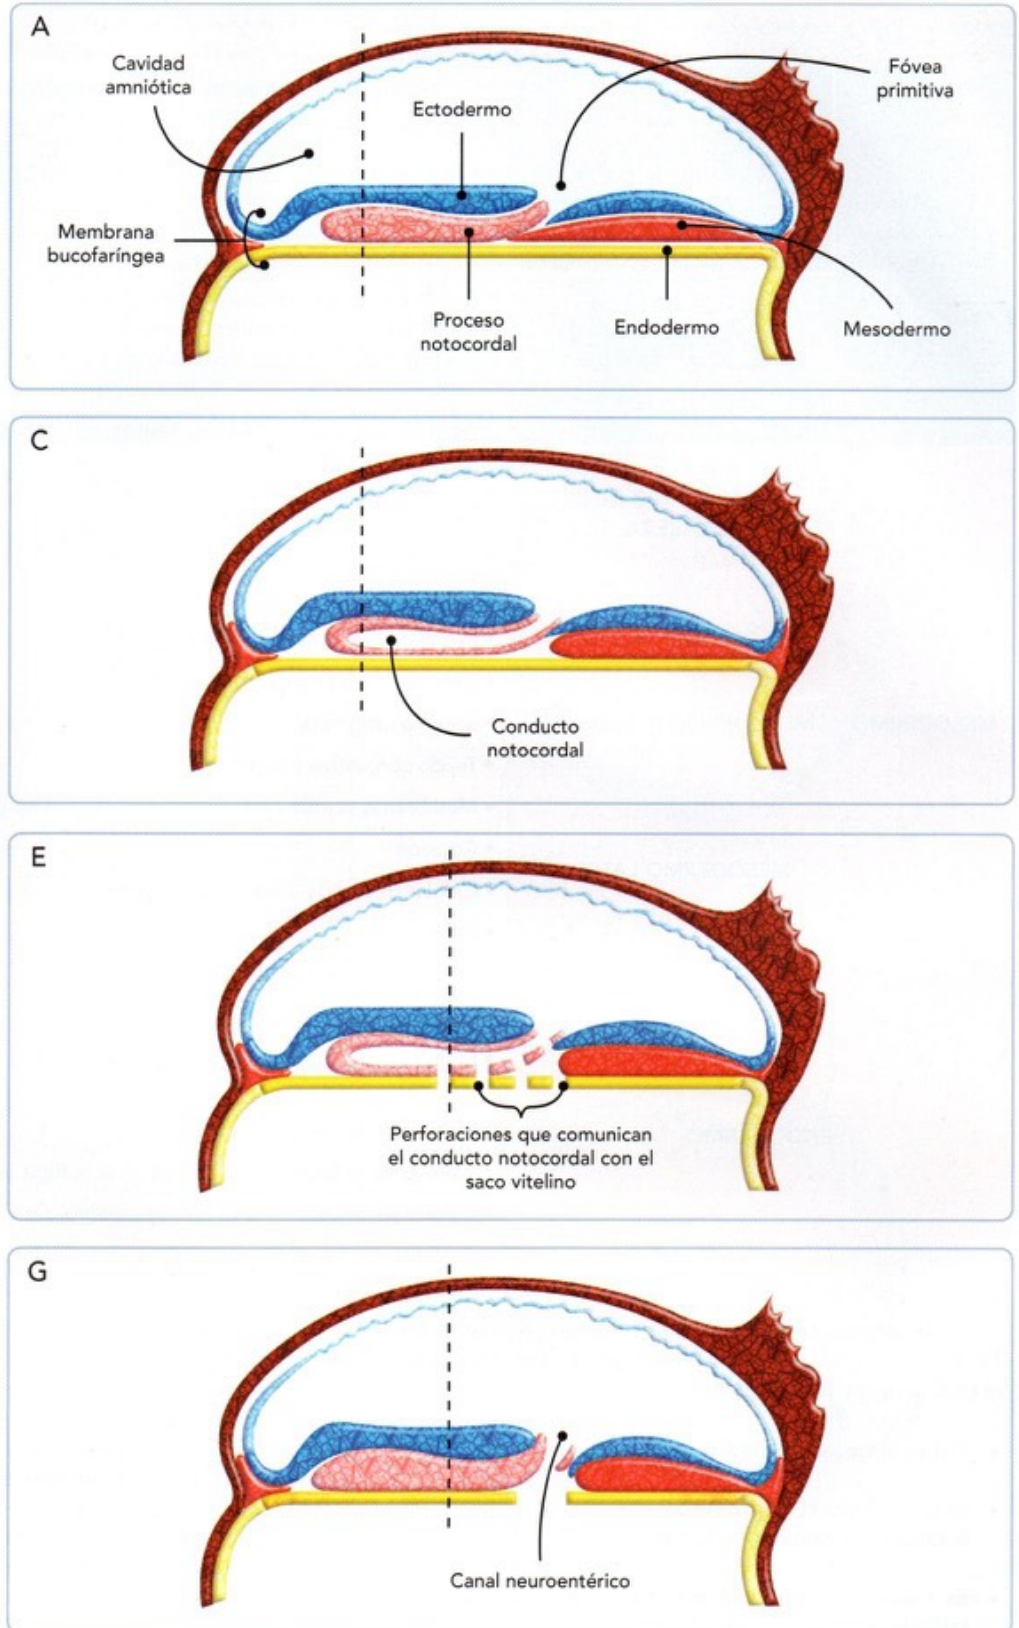 A
Cavidad
amniótica
Ectodermo
Fóvea
primitiva
Membrana
bucofaríngea
Proceso
notocordal
Endodermo
Mesodermo
C
Conducto
notocordal
E
Perforaciones que comunican
el conducto notocordal con el
saco vitelino
G
Canal neuroentérico